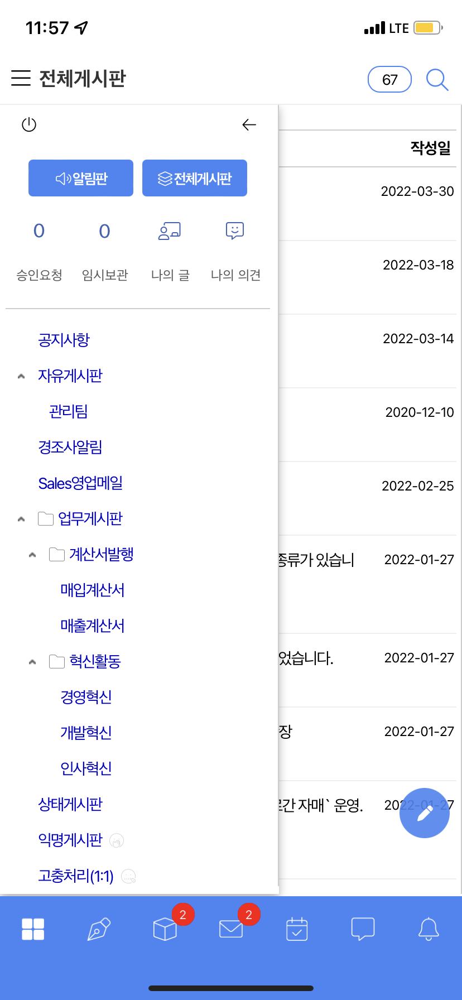 11:57 LTE
전체게시판 67
알림판 전체게시판
0 0
승인요청 임시보관 나의 글 나의 의견
공지사항
자유게시판
관리팀
경조사알림
Sales영업메일
업무게시판
계산서발행
매입계산서
매출계산서
혁신활동
경영혁신
개발혁신
인사혁신
상태게시판
익명게시판
고충처리(1:1)
작성일
2022-03-30
2022-03-18
2022-03-14
2020-12-10
2022-02-25
종류가 있습니 2022-01-27
었습니다. 2022-01-27
장 2022-01-27
간 자매` 운영. 2022-01-27
2 2